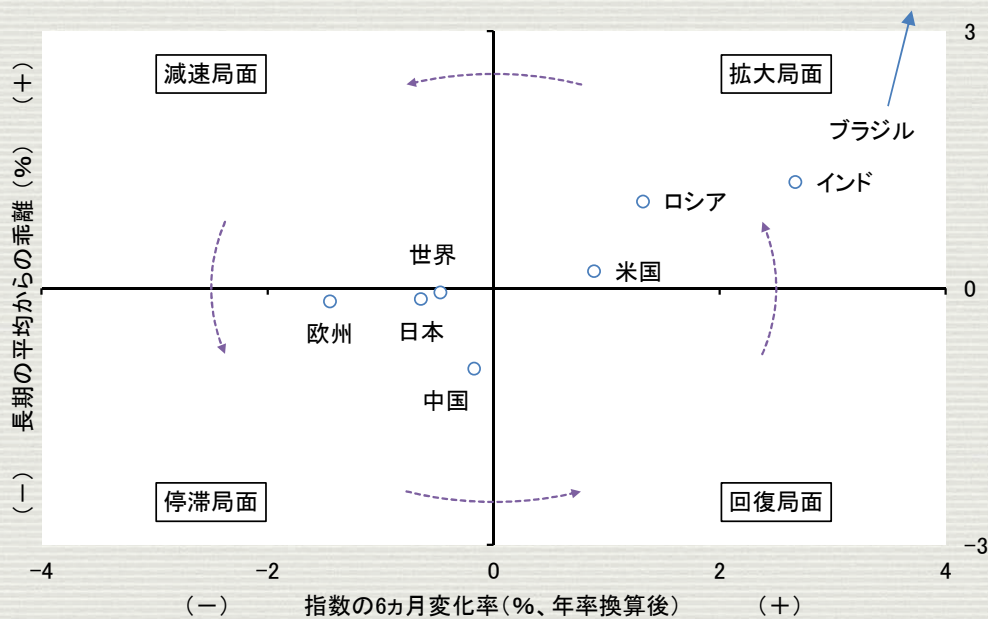 3
減速局面
拡大局面
ブラジル
インド
ロシア
世界
米国
0
欧州
日本
中国
停滞局面
回復局面
-3
-4
-2
0
2
4
(-) 指数の6ヵ月変化率(%、年率換算後) (+)
(-) 長期の平均からの乖離(%) (+)